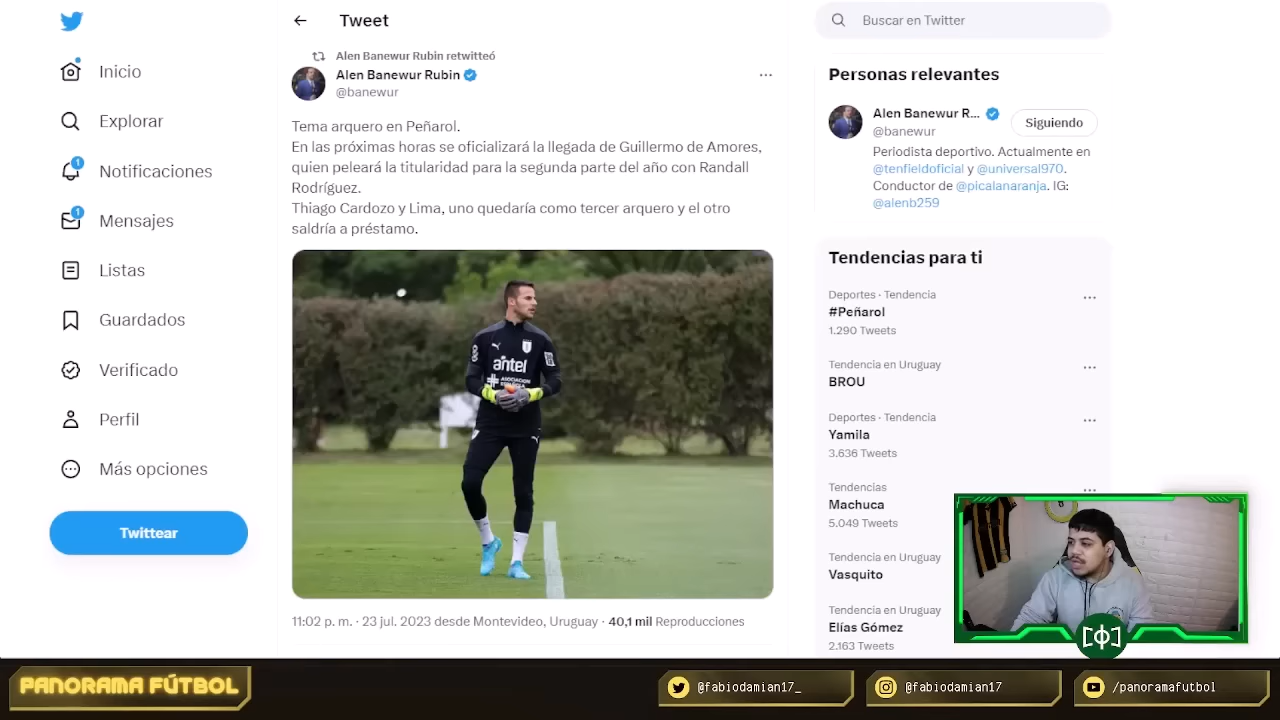 Inicio
Explorar
Notificaciones
1
Mensajes
1
Listas
Guardados
Verificado
Perfil
Más opciones
Twittear
Tweet
Alen Banewur Rubin retwitteó
Alen Banewur Rubin
@banewur
Tema arquero en Peñarol.
En las próximas horas se oficializará la llegada de Guillermo de Amores,
quien peleará la titularidad para la segunda parte del año con Randall
Rodríguez.
Thiago Cardozo y Lima, uno quedaría como tercer arquero y el otro
saldría a préstamo.
antel
11:02 p. m. · 23 jul. 2023 desde Montevideo, Uruguay · 40,1 mil Reproducciones
Buscar en Twitter
Personas relevantes
Alen Banewur R...
@banewur
Siguiendo
Periodista deportivo. Actualmente en
@tenfieldoficial y @universal970.
Conductor de @picalanaranja. IG:
@alenb259
Tendencias para ti
Deportes · Tendencia
#Peñarol
1.290 Tweets
Tendencia en Uruguay
BROU
Deportes · Tendencia
Yamila
3.636 Tweets
Tendencias
Machuca
5.049 Tweets
Tendencia en Uruguay
Vasquito
Tendencia en Uruguay
Elías Gómez
2.163 Tweets
PANORAMA FÚTBOL
@fabiodamian17_
@fabiodamian17
/panoramafutbol